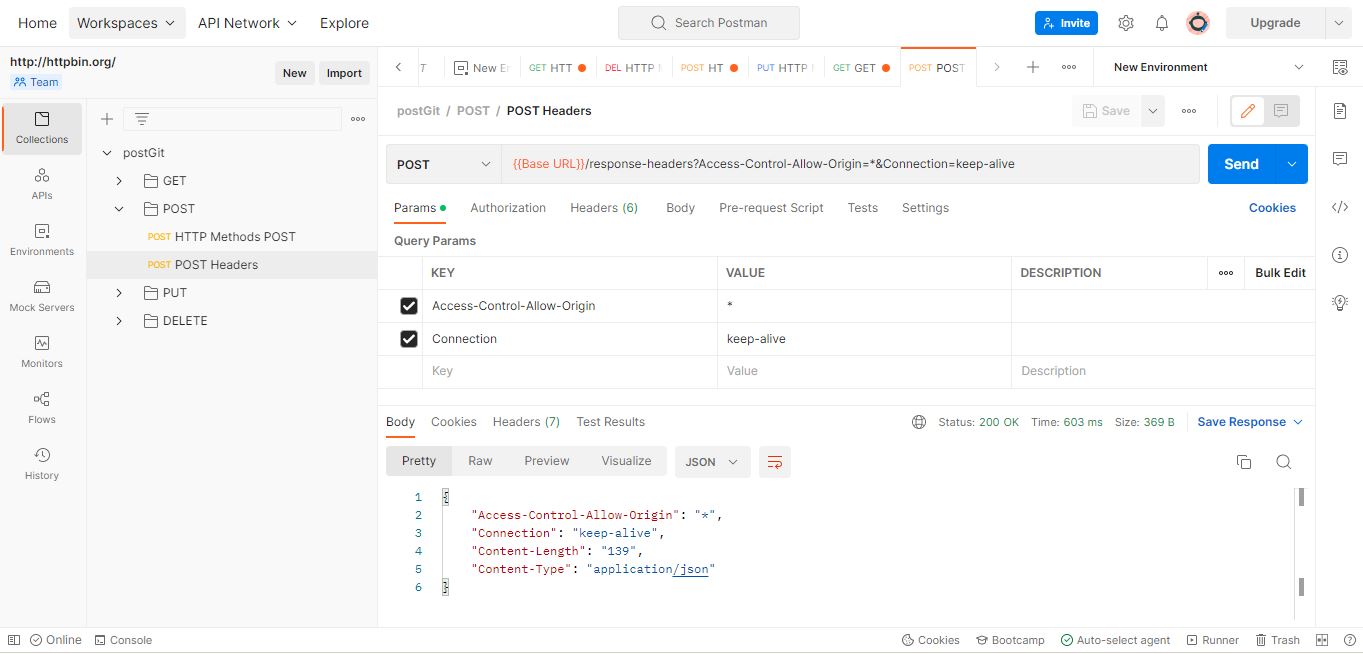 Home Workspaces API Network Explore Search Postman Invite Upgrade
http://httpbin.org/
Team
New Import
GET HTT DEL HTTP POST HT PUT HTTP GET GET POST POST
New Environment
Collections
APIs
Environments
Mock Servers
Monitors
Flows
History
postGit
GET
POST
POST HTTP Methods POST
POST Headers
PUT
DELETE
postGit / POST / POST Headers
Save
POST {{Base URL}}/response-headers?Access-Control-Allow-Origin=*&Connection=keep-alive Send
Params Authorization Headers (6) Body Pre-request Script Tests Settings Cookies
Query Params
KEY VALUE DESCRIPTION Bulk Edit
Access-Control-Allow-Origin *
Connection keep-alive
Key Value Description
Body Cookies Headers (7) Test Results Status: 200 OK Time: 603 ms Size: 369 B Save Response
Pretty Raw Preview Visualize JSON
1 {
2 "Access-Control-Allow-Origin": "*",
3 "Connection": "keep-alive",
4 "Content-Length": "139",
5 "Content-Type": "application/json"
6 }
Online Console Cookies Bootcamp Auto-select agent Runner Trash